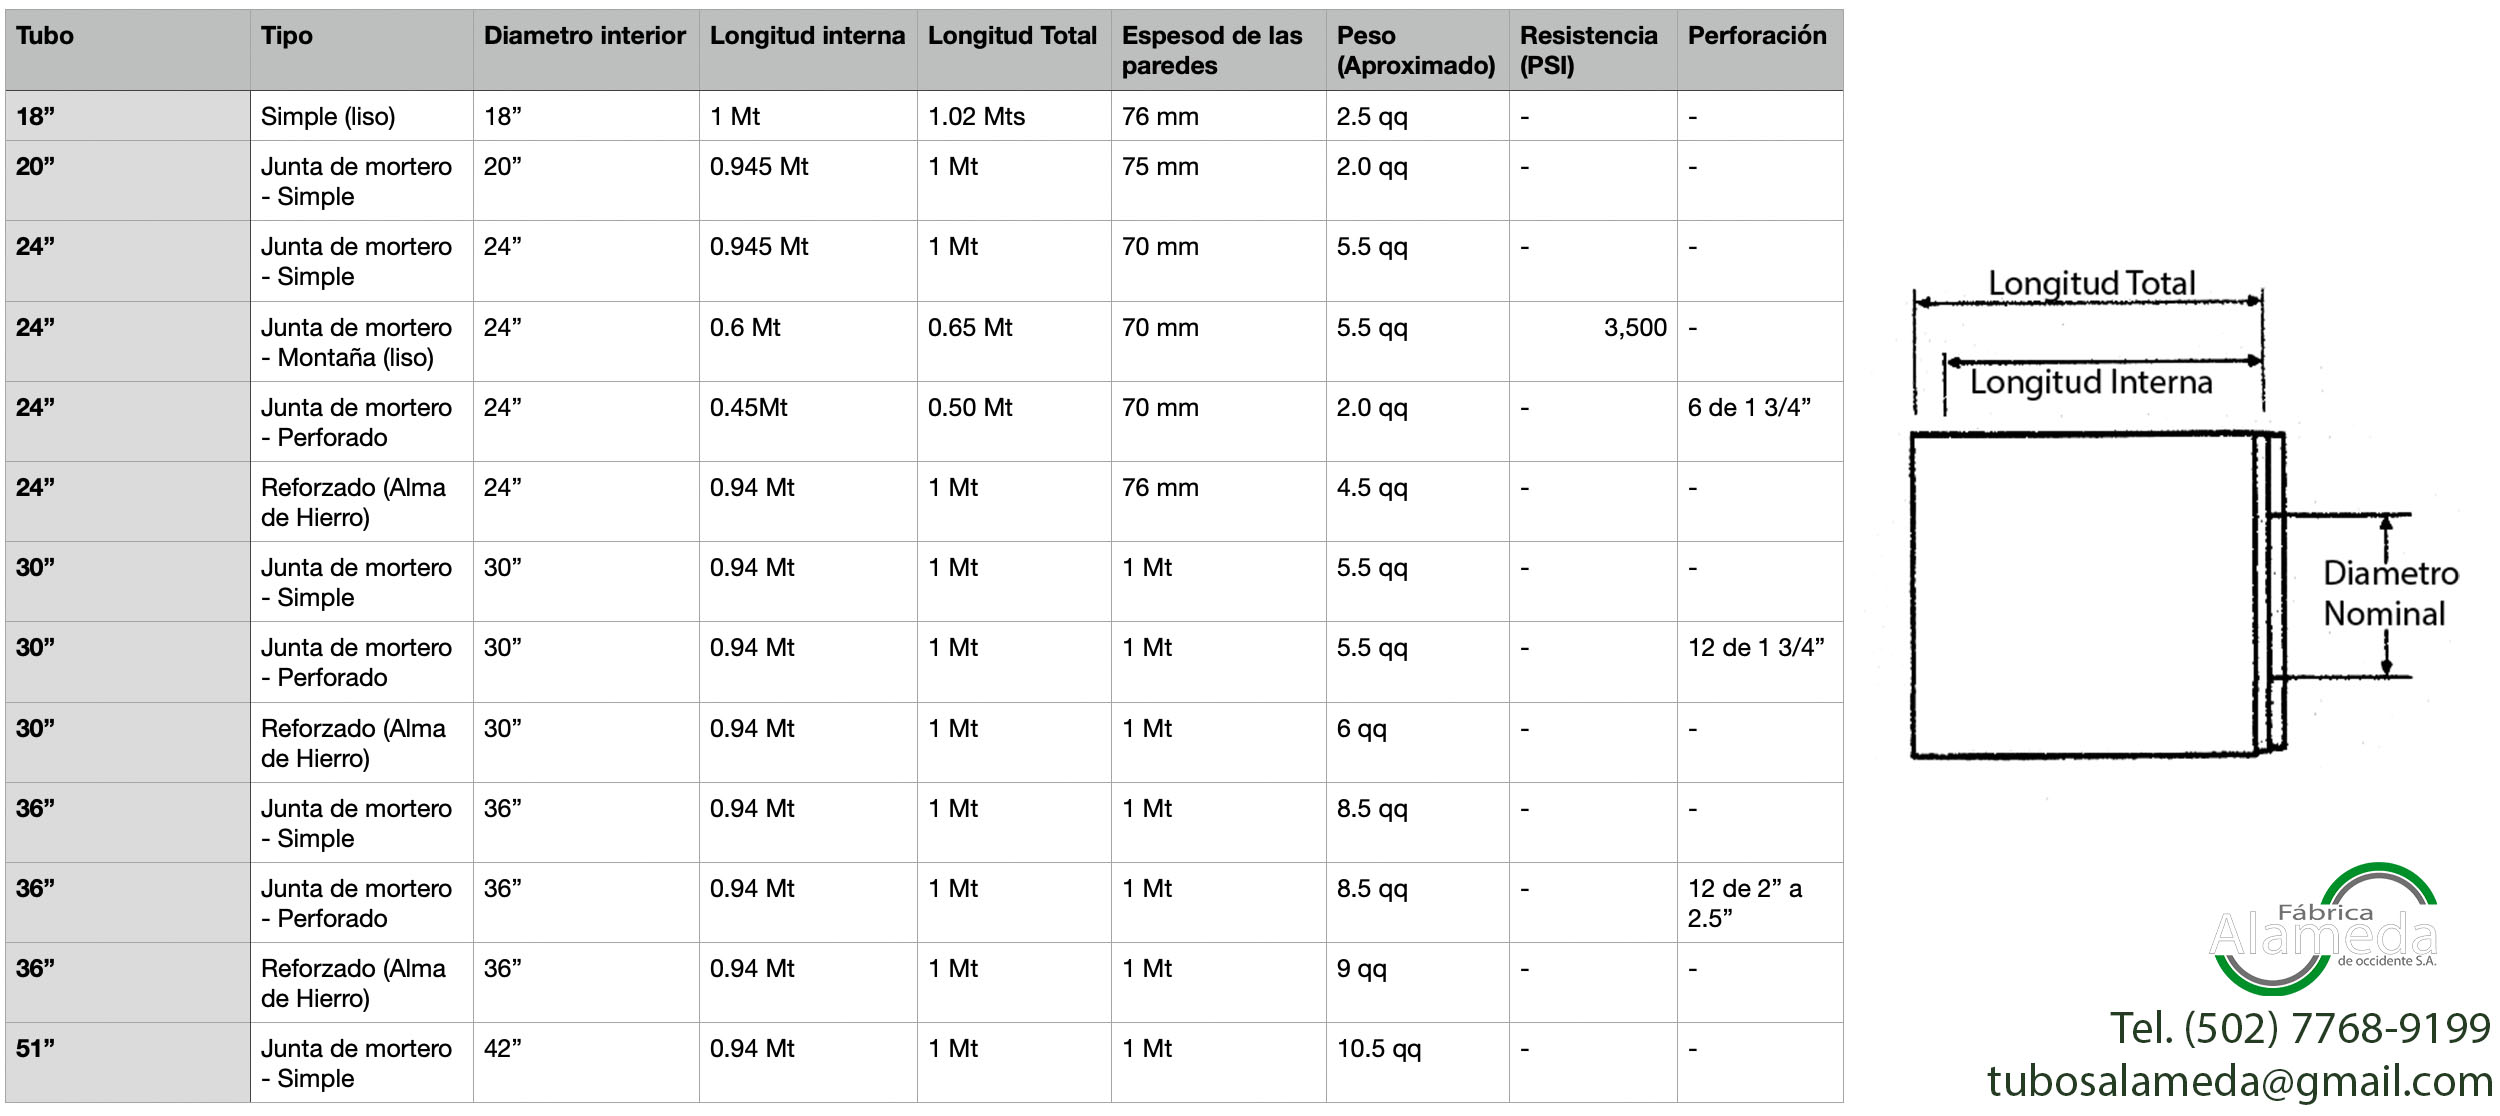 Tubo Tipo Diametro interior Longitud interna Longitud Total Espesod de las paredes Peso (Aproximado) Resistencia (PSI) Perforación
18” Simple (liso) 18” 1 Mt 1.02 Mts 76 mm 2.5 qq - -
20” Junta de mortero - Simple 20” 0.945 Mt 1 Mt 75 mm 2.0 qq - -
24” Junta de mortero - Simple 24” 0.945 Mt 1 Mt 70 mm 5.5 qq - -
24” Junta de mortero - Montaña (liso) 24” 0.6 Mt 0.65 Mt 70 mm 5.5 qq 3,500 -
24” Junta de mortero - Perforado 24” 0.45Mt 0.50 Mt 70 mm 2.0 qq - 6 de 1 3/4”
24” Reforzado (Alma de Hierro) 24” 0.94 Mt 1 Mt 76 mm 4.5 qq - -
30” Junta de mortero - Simple 30” 0.94 Mt 1 Mt 1 Mt 5.5 qq - -
30” Junta de mortero - Perforado 30” 0.94 Mt 1 Mt 1 Mt 5.5 qq - 12 de 1 3/4”
30” Reforzado (Alma de Hierro) 30” 0.94 Mt 1 Mt 1 Mt 6 qq - -
36” Junta de mortero - Simple 36” 0.94 Mt 1 Mt 1 Mt 8.5 qq - -
36” Junta de mortero - Perforado 36” 0.94 Mt 1 Mt 1 Mt 8.5 qq - 12 de 2” a 2.5”
36” Reforzado (Alma de Hierro) 36” 0.94 Mt 1 Mt 1 Mt 9 qq - -
51” Junta de mortero - Simple 42” 0.94 Mt 1 Mt 1 Mt 10.5 qq - -
Longitud Total
Longitud Interna
Diametro
Nominal
Fábrica
Alameda
de occidente S.A.
Tel. (502) 7768-9199
tubosalameda@gmail.com